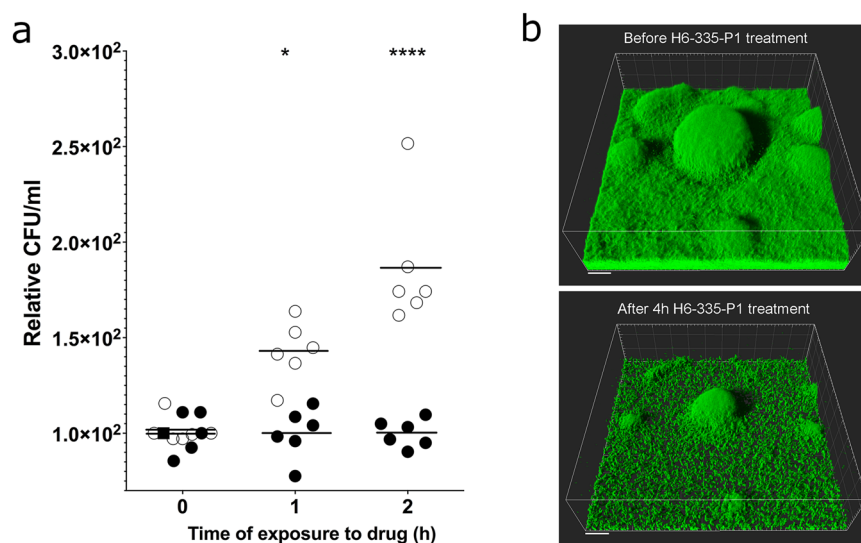 a
3.0×10²
2.5×10²
2.0×10²
1.5×10²
1.0×10²
Relative CFU/ml
*
****
0
1
2
Time of exposure to drug (h)
b
Before H6-335-P1 treatment
After 4h H6-335-P1 treatment